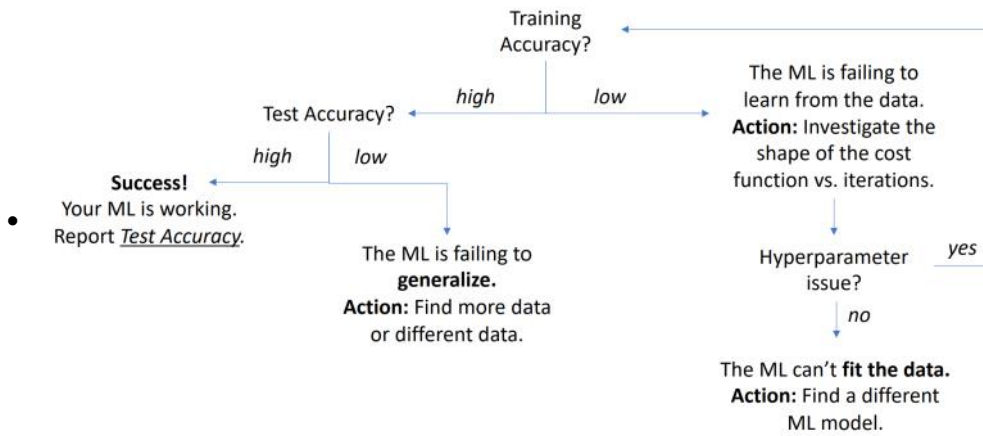 Training
Accuracy?
high
low
Test Accuracy?
high
low
Success!
Your ML is working.
Report Test Accuracy.
The ML is failing to
generalize.
Action: Find more data
or different data.
The ML is failing to
learn from the data.
Action: Investigate the
shape of the cost
function vs. iterations.
Hyperparameter
issue?
yes
no
The ML can't fit the data.
Action: Find a different
ML model.